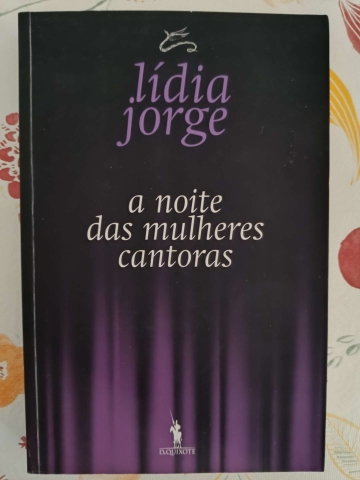 lídia
jorge
a noite
das mulheres
cantoras
D.QUIXOTE